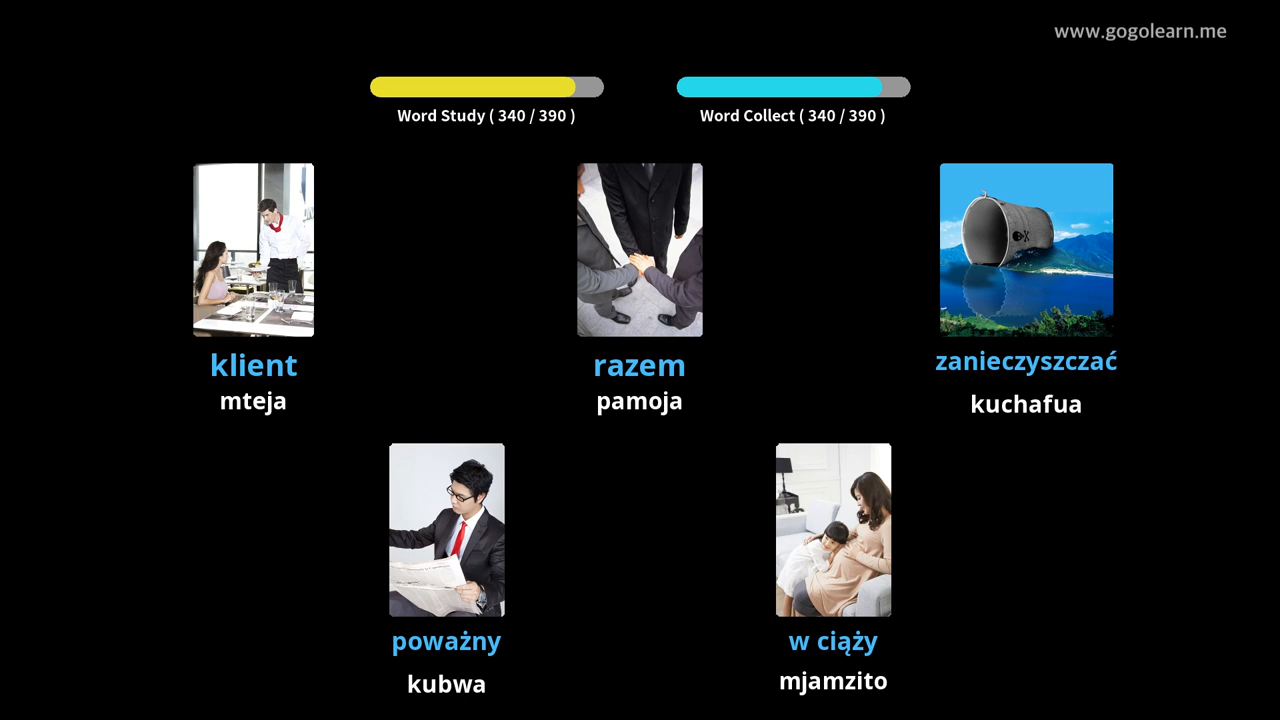 www.gogolearn.me
Word Study ( 340 / 390 )
Word Collect ( 340 / 390 )
klient
mteja
razem
pamoja
zanieczyszczać
kuchafua
poważny
kubwa
w ciąży
mjamzito